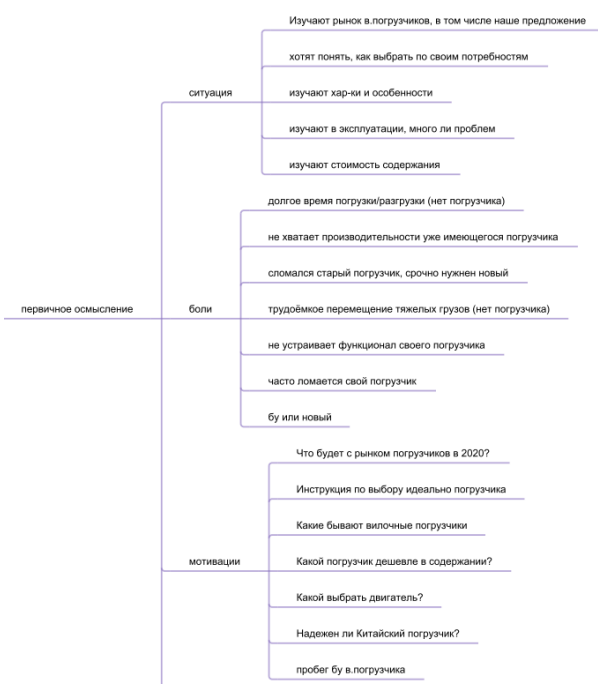 Изучают рынок в.погрузчиков, в том числе наше предложение
хотят понять, как выбрать по своим потребностям
ситуация
изучают хар-ки и особенности
изучают в эксплуатации, много ли проблем
изучают стоимость содержания
долгое время погрузки/разгрузки (нет погрузчика)
не хватает производительности уже имеющегося погрузчика
сломался старый погрузчик, срочно нужнен новый
первичное осмысление
боли
трудоёмкое перемещение тяжелых грузов (нет погрузчика)
не устраивает функционал своего погрузчика
часто ломается свой погрузчик
бу или новый
Что будет с рынком погрузчиков в 2020?
Инструкция по выбору идеально погрузчика
Какие бывают вилочные погрузчики
мотивации
Какой погрузчик дешевле в содержании?
Какой выбрать двигатель?
Надежен ли Китайский погрузчик?
пробег бу в.погрузчика